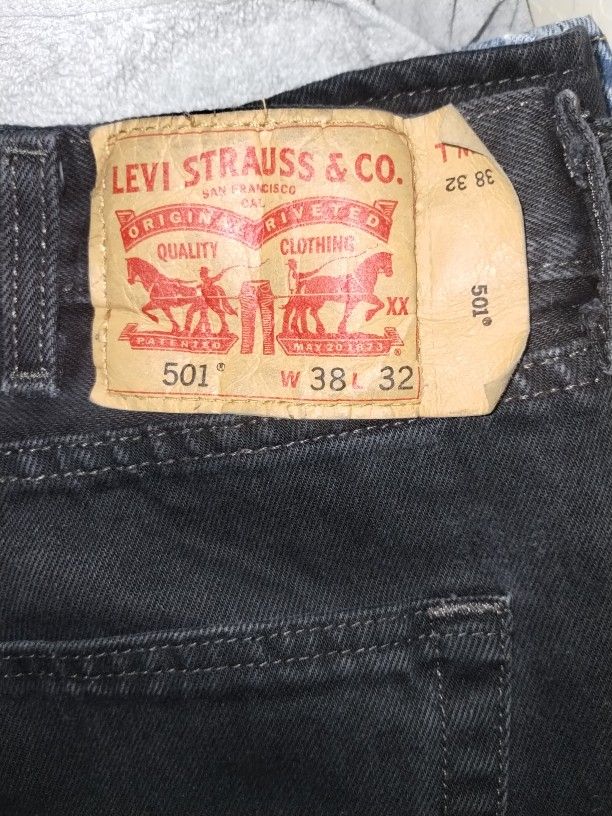 LEVI STRAUSS & CO.
SAN FRANCISCO
CAL.
ORIGINAL RIVETED
QUALITY CLOTHING
XX
PATENTED MAY 20 1873 ®
501® W 38 L 32
W L
38 32
501®